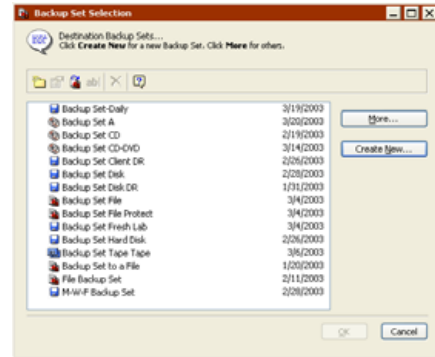 Backup Set Selection
Destination Backup Sets...
Click Create New for a new Backup Set. Click More for others.
ab|
Backup Set-Daily 3/19/2003
Backup Set A 3/20/2003
Backup Set CD 2/19/2003
Backup Set CD-DVD 3/14/2003
Backup Set Client DR 2/26/2003
Backup Set Disk 2/28/2003
Backup Set Disk DR 1/31/2003
Backup Set File 3/4/2003
Backup Set File Protect 3/4/2003
Backup Set Fresh Lab 3/4/2003
Backup Set Hard Disk 2/26/2003
Backup Set Tape Tape 3/6/2003
Backup Set to a File 1/20/2003
File Backup Set 2/11/2003
M-W-F Backup Set 2/28/2003
More...
Create New...
OK
Cancel